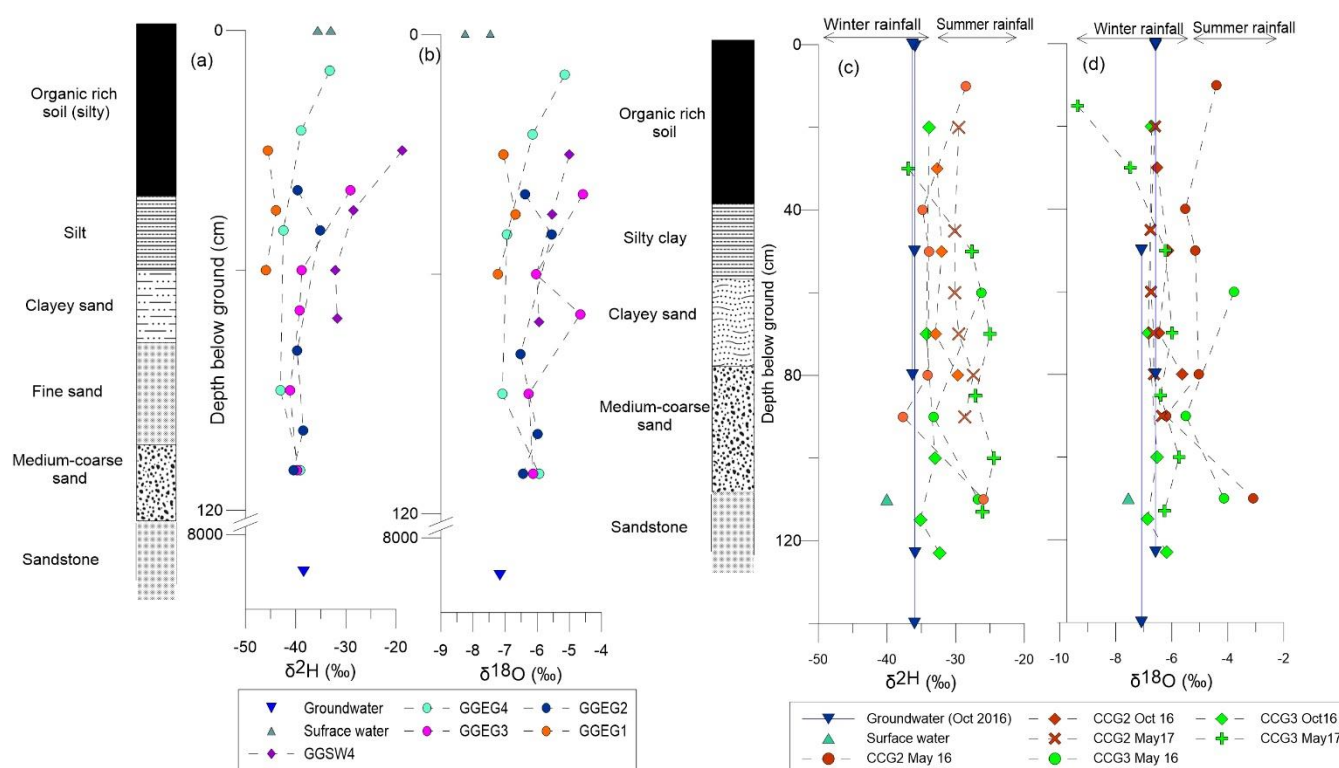 Organic rich
soil (silty)
Silt
Clayey sand
Fine sand
Medium-coarse
sand
Sandstone
Depth below ground (cm)
0
120
8000
(a)
-50
-40
-30
-20
δ2H (‰)
0
120
8000
(b)
-9
-8
-7
-6
-5
-4
δ18O (‰)
Groundwater
GGEG4
GGEG2
Sufrace water
GGEG3
GGEG1
GGSW4
Organic rich
soil
Silty clay
Clayey sand
Medium-coarse
sand
Sandstone
Winter rainfall
Summer rainfall
(c)
Depth below ground (cm)
0
40
80
120
-50
-40
-30
-20
δ2H (‰)
Winter rainfall
Summer rainfall
(d)
-10
-8
-6
-4
-2
δ18O (‰)
Groundwater (Oct 2016)
CCG2 Oct 16
CCG3 Oct16
Surface water
CCG2 May17
CCG3 May17
CCG2 May 16
CCG3 May 16